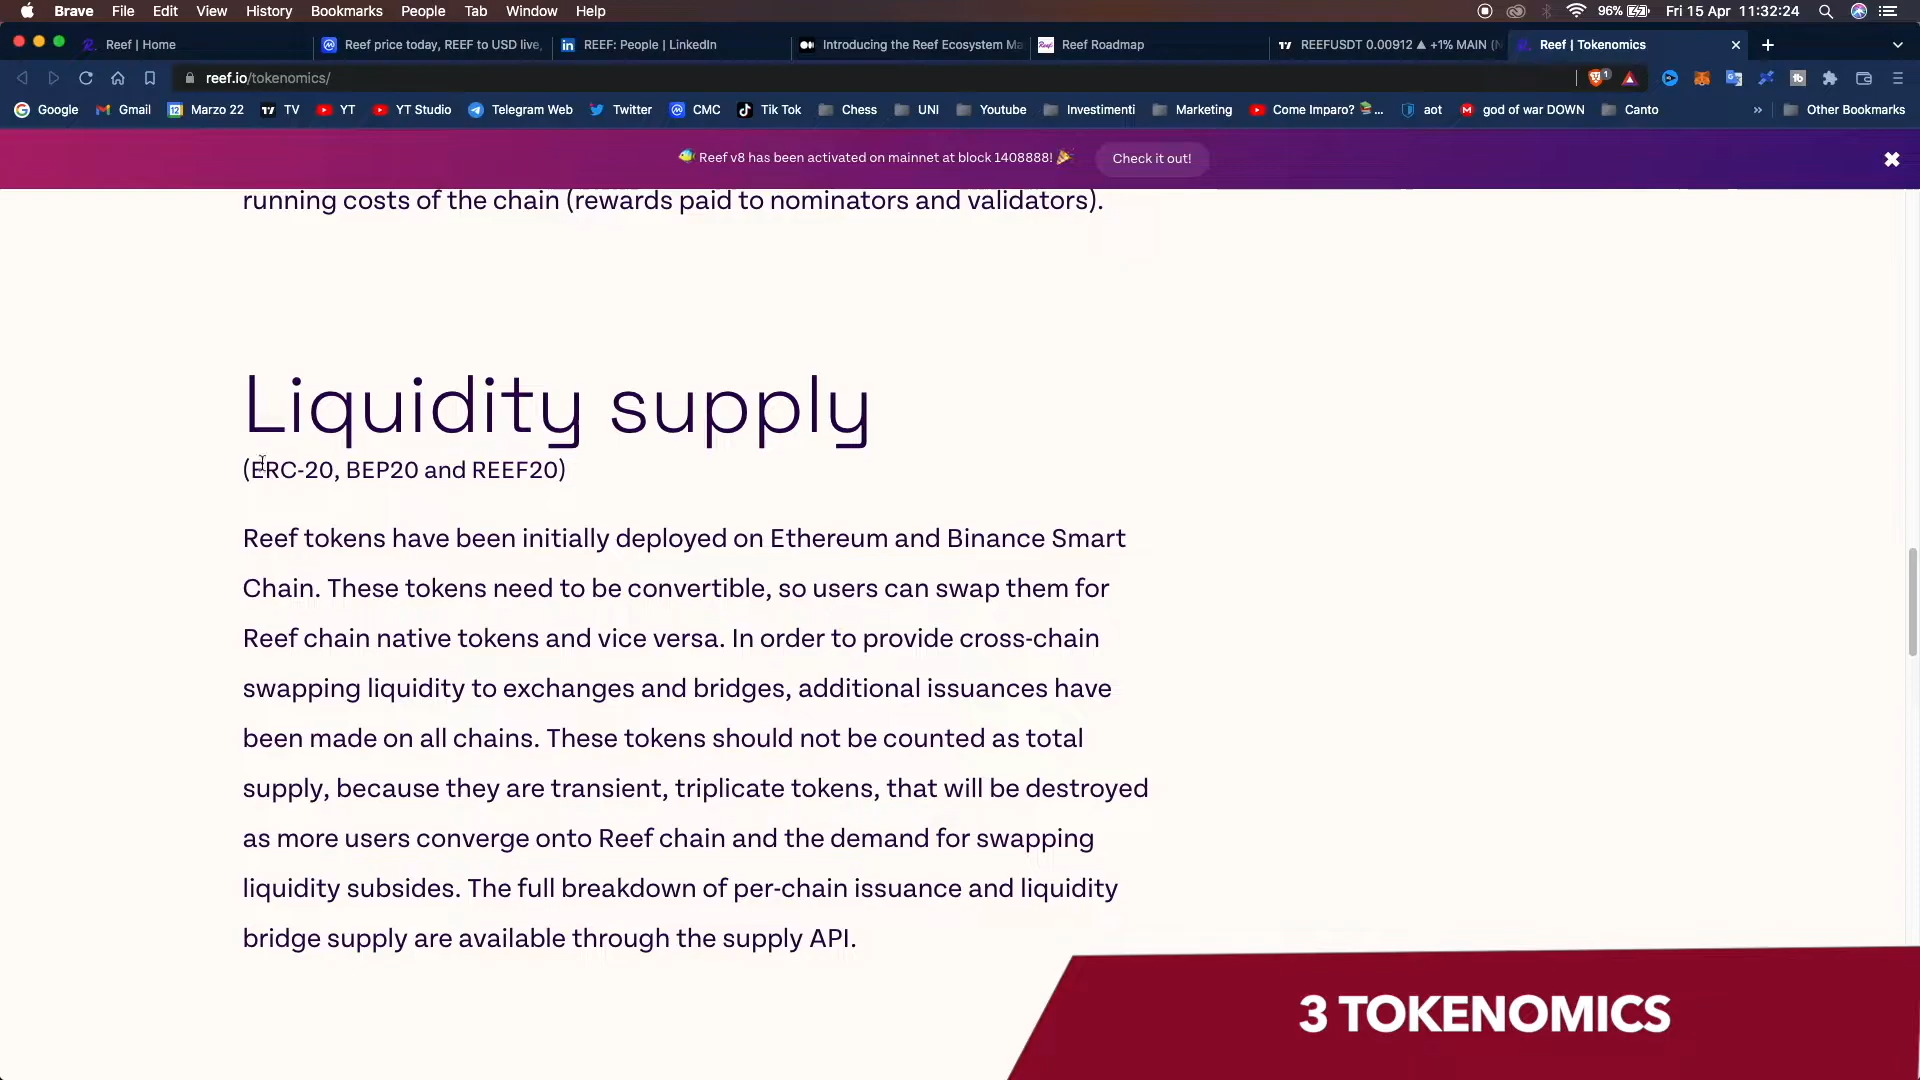 Brave File Edit View History Bookmarks People Tab Window Help 96% Fri 15 Apr 11:32:24
Reef | Home Reef price today, REEF to USD live, REEF: People | LinkedIn Introducing the Reef Ecosystem Ma Reef Roadmap REEFUSDT 0.00912 ▲ +1% MAIN (N Reef | Tokenomics
reef.io/tokenomics/ 1
Google Gmail Marzo 22 TV YT YT Studio Telegram Web Twitter CMC Tik Tok Chess UNI Youtube Investimenti Marketing Come Imparo? 📚... aot god of war DOWN Canto » Other Bookmarks
🐠 Reef v8 has been activated on mainnet at block 1408888! 🎉 Check it out!
running costs of the chain (rewards paid to nominators and validators).
Liquidity supply
(ERC-20, BEP20 and REEF20)
Reef tokens have been initially deployed on Ethereum and Binance Smart
Chain. These tokens need to be convertible, so users can swap them for
Reef chain native tokens and vice versa. In order to provide cross-chain
swapping liquidity to exchanges and bridges, additional issuances have
been made on all chains. These tokens should not be counted as total
supply, because they are transient, triplicate tokens, that will be destroyed
as more users converge onto Reef chain and the demand for swapping
liquidity subsides. The full breakdown of per-chain issuance and liquidity
bridge supply are available through the supply API.
3 TOKENOMICS